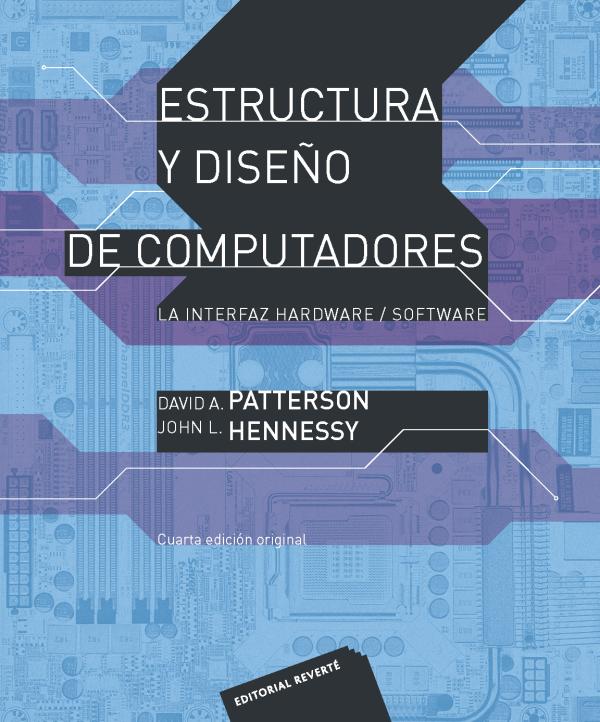 ESTRUCTURA
Y DISEÑO
DE COMPUTADORES
LA INTERFAZ HARDWARE / SOFTWARE
DAVID A. PATTERSON
JOHN L. HENNESSY
Cuarta edición original
EDITORIAL REVERTÉ